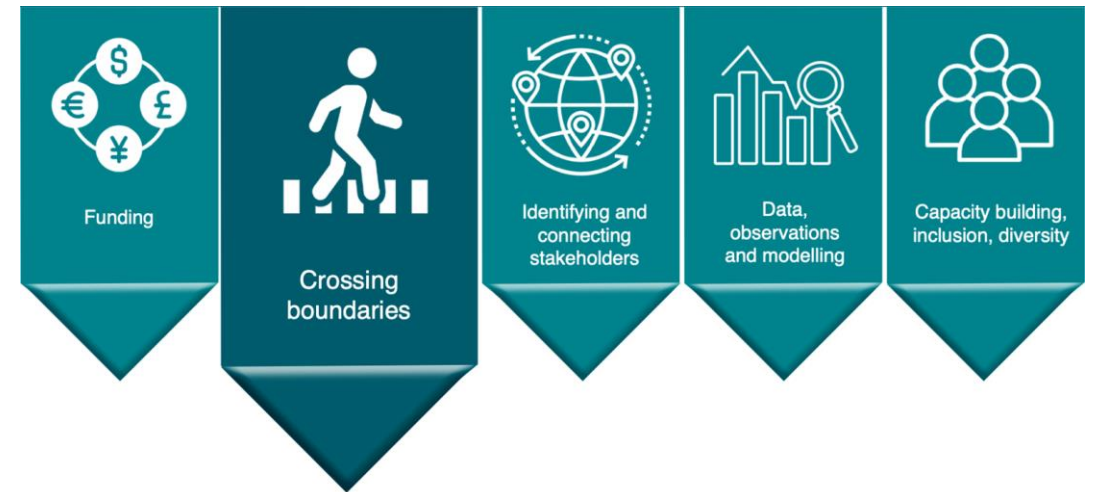 $
€
£
¥
Funding
Crossing
boundaries
Identifying and
connecting
stakeholders
Data,
observations
and modelling
Capacity building,
inclusion, diversity